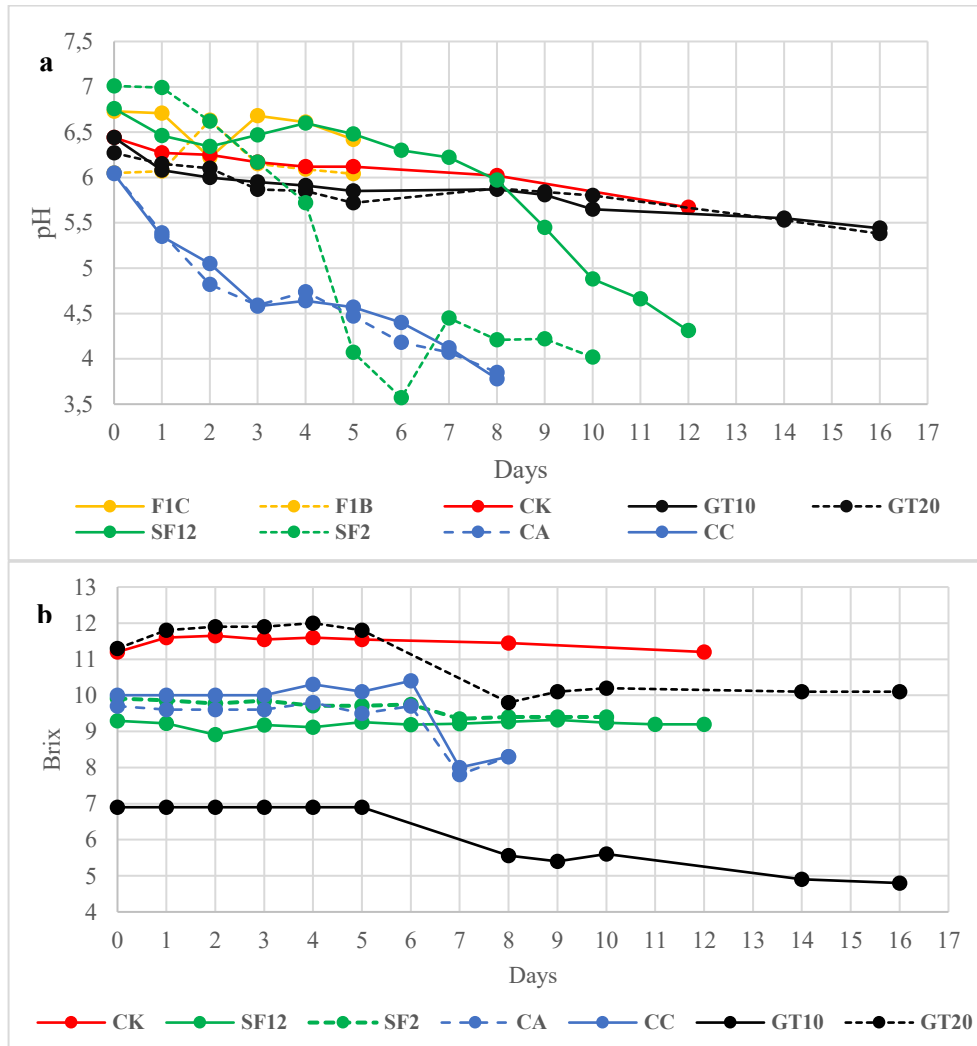 a
7,5
7
6,5
6
5,5
5
4,5
4
3,5
pH
0 1 2 3 4 5 6 7 8 9 10 11 12 13 14 15 16 17
Days
F1C F1B CK GT10 GT20
SF12 SF2 CA CC
b
13
12
11
10
9
8
7
6
5
4
Brix
0 1 2 3 4 5 6 7 8 9 10 11 12 13 14 15 16 17
Days
CK SF12 SF2 CA CC GT10 GT20